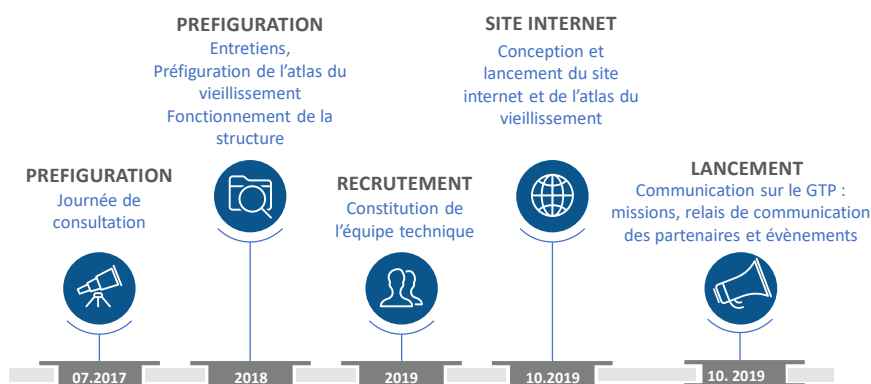 PREFIGURATION
Journée de
consultation
07.2017
PREFIGURATION
Entretiens,
Préfiguration de l’atlas du
vieillissement
Fonctionnement de la
structure
2018
RECRUTEMENT
Constitution de
l’équipe technique
2019
SITE INTERNET
Conception et
lancement du site
internet et de l’atlas du
vieillissement
10.2019
LANCEMENT
Communication sur le GTP :
missions, relais de communication
des partenaires et évènements
10. 2019